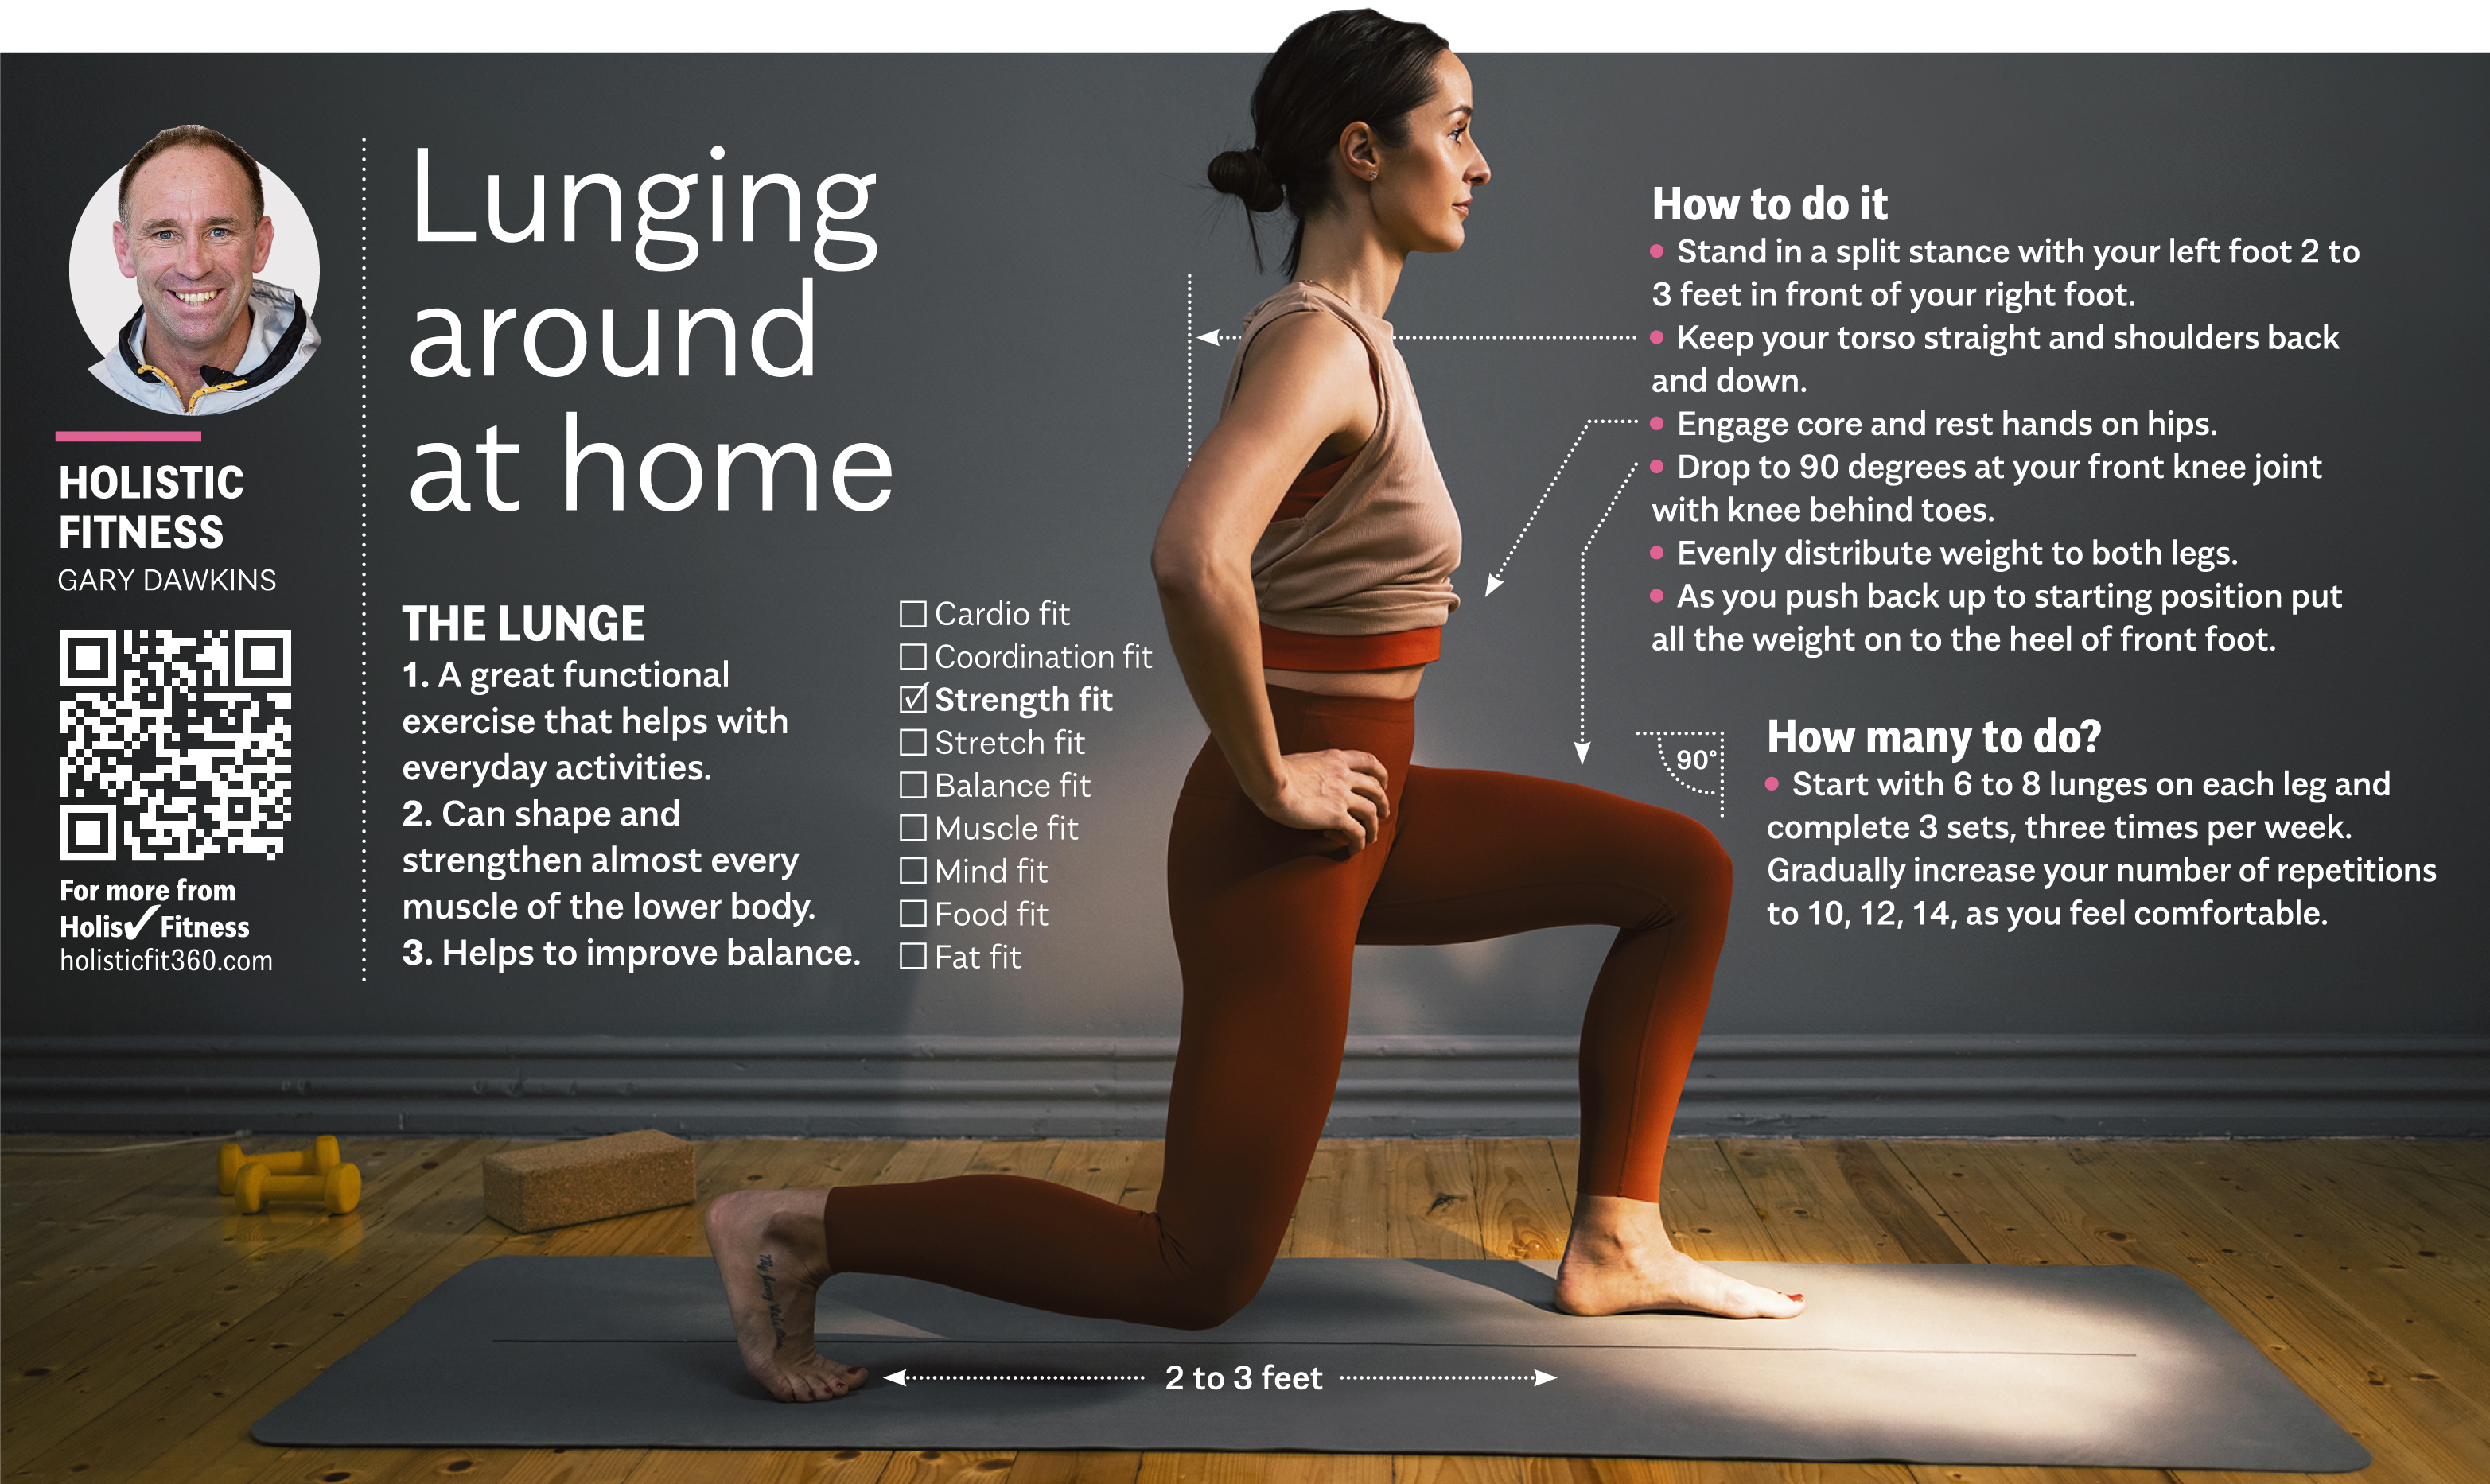 Lunging
around
at home
HOLISTIC
FITNESS
GARY DAWKINS
For more from
Holis✓Fitness
holisticfit360.com
THE LUNGE
1. A great functional
exercise that helps with
everyday activities.
2. Can shape and
strengthen almost every
muscle of the lower body.
3. Helps to improve balance.
☐ Cardio fit
☐ Coordination fit
☑ Strength fit
☐ Stretch fit
☐ Balance fit
☐ Muscle fit
☐ Mind fit
☐ Food fit
☐ Fat fit
How to do it
• Stand in a split stance with your left foot 2 to
3 feet in front of your right foot.
• Keep your torso straight and shoulders back
and down.
• Engage core and rest hands on hips.
• Drop to 90 degrees at your front knee joint
with knee behind toes.
• Evenly distribute weight to both legs.
• As you push back up to starting position put
all the weight on to the heel of front foot.
90°
How many to do?
• Start with 6 to 8 lunges on each leg and
complete 3 sets, three times per week.
Gradually increase your number of repetitions
to 10, 12, 14, as you feel comfortable.
2 to 3 feet